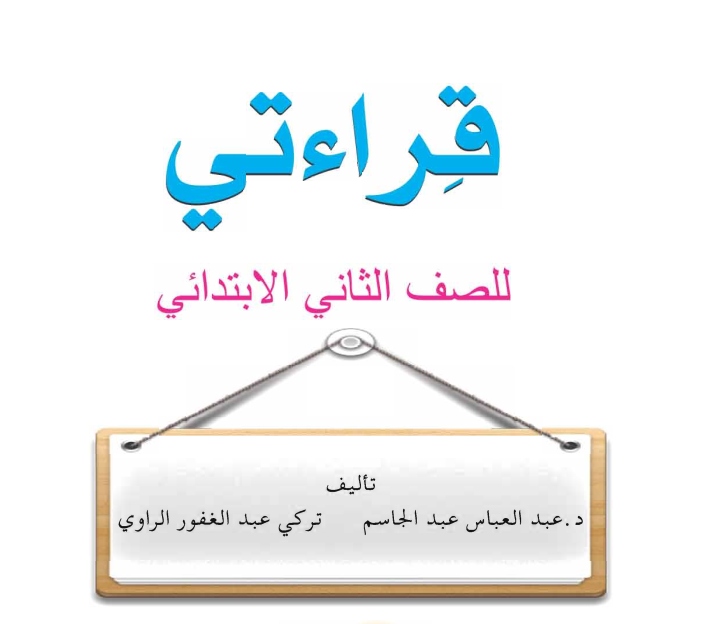 قِراءتي
للصف الثاني الابتدائي
تأليف
د.عبد العباس عبد الجاسم تركي عبد الغفور الراوي